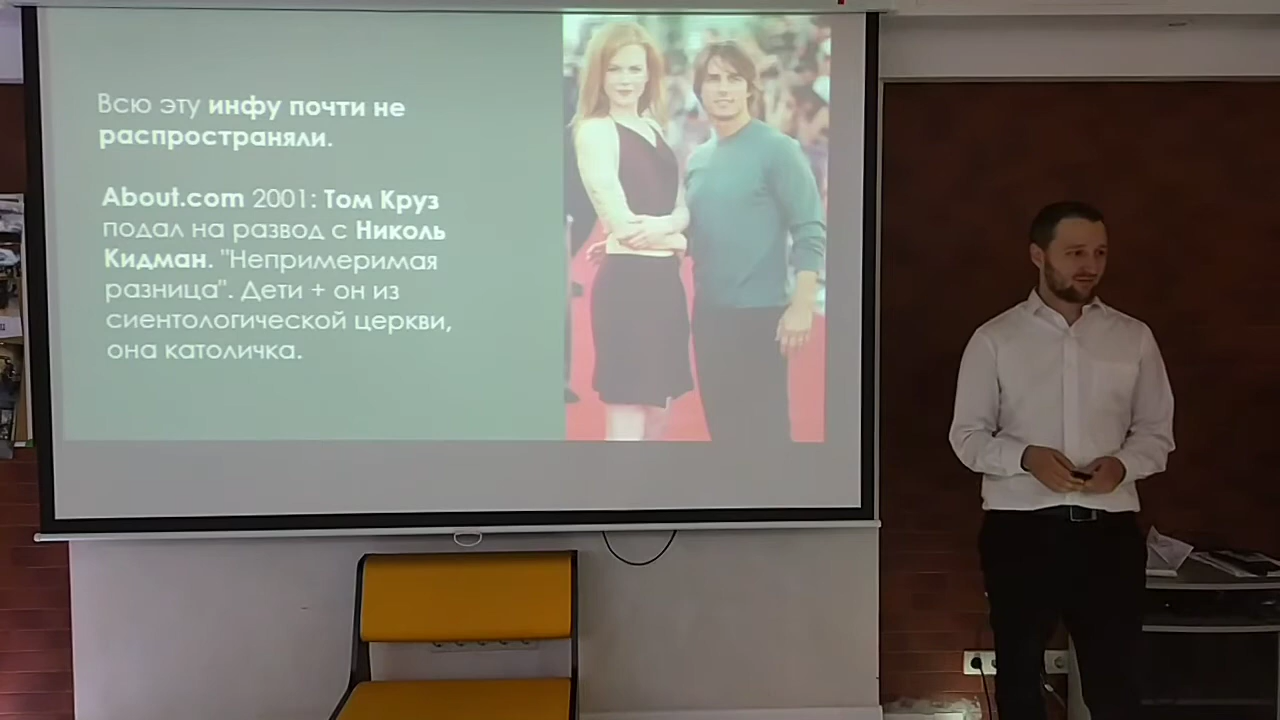 Всю эту инфу почти не
распространяли.
About.com 2001: Том Круз
подал на развод с Николь
Кидман. "Непримеримая
разница". Дети + он из
сиентологической церкви,
она католичка.